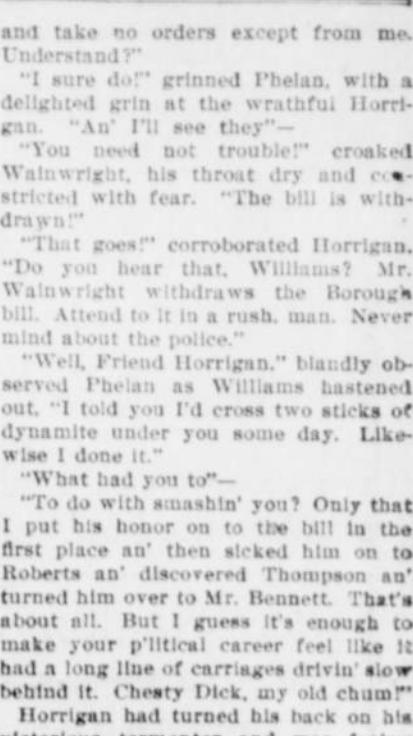 and take no orders except from me.
Understand?"
"I sure do!" grinned Phelan, with a
delighted grin at the wrathful Horri-
gan. "An' I'll see they"—
"You need not trouble!" croaked
Wainwright, his throat dry and con-
stricted with fear. "The bill is with-
drawn!"
"That goes!" corroborated Horrigan.
"Do you hear that, Williams? Mr.
Wainwright withdraws the Borough
bill. Attend to it in a rush, man. Never
mind about the police."
"Well, Friend Horrigan," blandly ob-
served Phelan as Williams hastened
out, "I told you I'd cross two sticks of
dynamite under you some day. Like-
wise I done it."
"What had you to"—
"To do with smashin' you? Only that
I put his honor on to the bill in the
first place an' then sicked him on to
Roberts an' discovered Thompson an'
turned him over to Mr. Bennett. That's
about all. But I guess it's enough to
make your p'litical career feel like it
had a long line of carriages drivin' slow
behind it. Chesty Dick, my old chum!"
Horrigan had turned his back on his